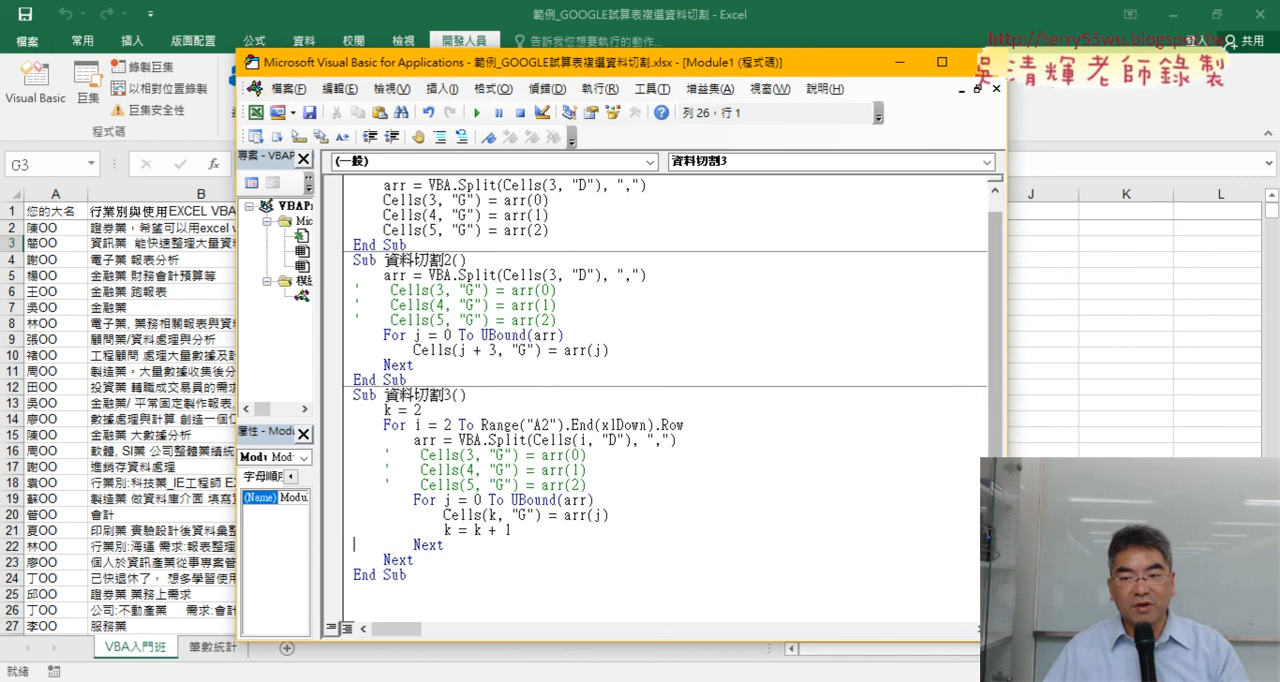 範例_GOOGLE試算表複選資料切割 - Excel
檔案 常用 插入 版面配置 公式 資料 校閱 檢視 開發人員 告訴我您想要執行的動作... 登入 共用
http://terry55wu.blogspot.tw
吳清輝老師錄製
Visual Basic 巨集 錄製巨集
以相對位置錄製
巨集安全性
程式碼
Microsoft Visual Basic for Applications - 範例_GOOGLE試算表複選資料切割.xlsx - [Module1 (程式碼)]
檔案(F) 編輯(E) 檢視(V) 插入(I) 格式(O) 偵錯(D) 執行(R) 工具(T) 增益集(A) 視窗(W) 說明(H)
列 26, 行 1
專案 - VBAP
(一般) 資料切割3
G3 fx
arr = VBA.Split(Cells(3, "D"), ",")
Cells(3, "G") = arr(0)
Cells(4, "G") = arr(1)
Cells(5, "G") = arr(2)
End Sub
Sub 資料切割2()
arr = VBA.Split(Cells(3, "D"), ",")
' Cells(3, "G") = arr(0)
' Cells(4, "G") = arr(1)
' Cells(5, "G") = arr(2)
For j = 0 To UBound(arr)
Cells(j + 3, "G") = arr(j)
Next
End Sub
Sub 資料切割3()
k = 2
For i = 2 To Range("A2").End(xlDown).Row
arr = VBA.Split(Cells(i, "D"), ",")
' Cells(3, "G") = arr(0)
' Cells(4, "G") = arr(1)
' Cells(5, "G") = arr(2)
For j = 0 To UBound(arr)
Cells(k, "G") = arr(j)
k = k + 1
Next
Next
End Sub
VBAP
Mic
模組
屬性 - Modu
Modu Mod
字母順序
(Name) Modu
A B J K L
1 您的大名 行業別與使用EXCEL VBA
2 陳OO 證券業，希望可以用excel v
3 簡OO 資訊業 能快速整理大量資料
4 謝OO 電子業 報表分析
5 楊OO 金融業 財務會計預算等
6 王OO 金融業 跑報表
7 吳OO 金融業
8 林OO 電子業, 業務相關報表與資
9 張OO 顧問業/資料處理與分析
10 褚OO 工程顧問 處理大量數據及計
11 周OO 製造業。大量數據收集後分
12 田OO 投資業 轉職成交易員的需求
13 吳OO 金融業/ 平常固定製作報表,
14 廖OO 數據處理與計算 創造一個
15 陳OO 金融業 大數據分析
16 周OO 軟體, SI業 公司整體業績統
17 謝OO 進銷存資料處理
18 袁OO 行業別:科技業_IE工程師 E
19 蘇OO 製造業 做資料庫介面 填寫
20 管OO 會計
21 夏OO 印刷業 實驗設計後資料彙整
22 林OO 行業別:海運 需求:報表整理
23 廖OO 個人於資訊產業從事專案管
24 丁OO 已快退休了， 想多學習使用
25 邱OO 證券業 業務上需求
26 丁OO 公司:不動產業 需求:會計
27 李OO 服務業
VBA入門班 筆數統計
就緒